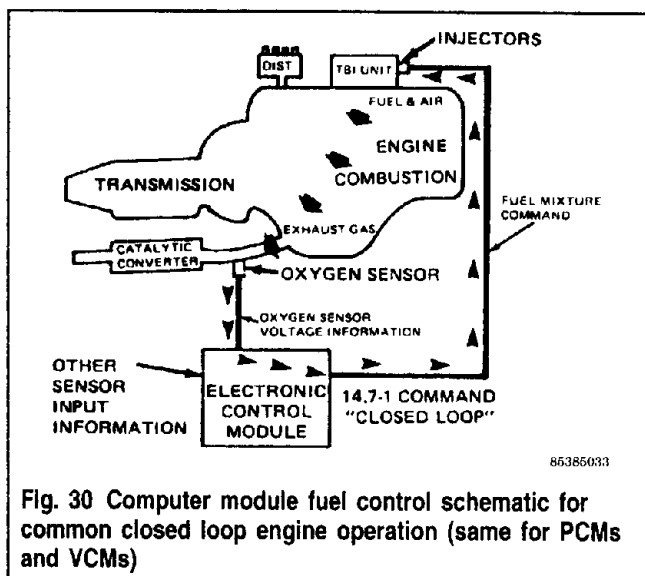 INJECTORS
DIST
TBI UNIT
FUEL & AIR
ENGINE
COMBUSTION
TRANSMISSION
FUEL MIXTURE
COMMAND
EXHAUST GAS
CATALYTIC
CONVERTER
OXYGEN SENSOR
OXYGEN SENSOR
VOLTAGE INFORMATION
OTHER
SENSOR
INPUT
INFORMATION
ELECTRONIC
CONTROL
MODULE
14.7-1 COMMAND
"CLOSED LOOP"
85385033
Fig. 30 Computer module fuel control schematic for
common closed loop engine operation (same for PCMs
and VCMs)